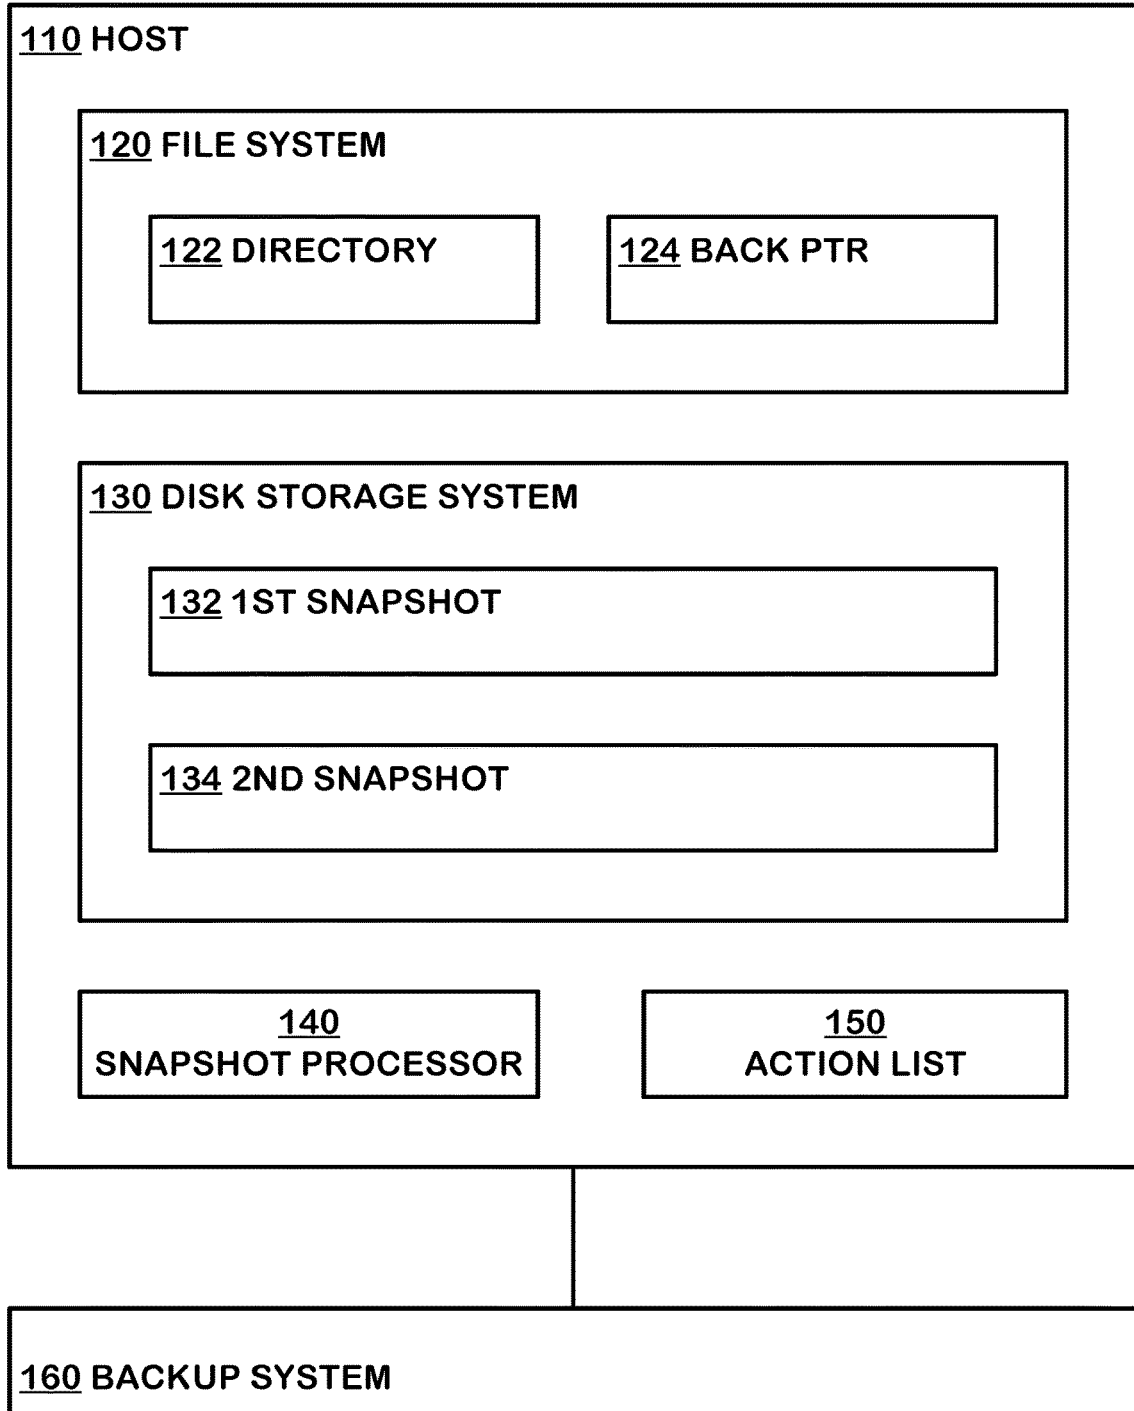 110 HOST
120 FILE SYSTEM
122 DIRECTORY
124 BACK PTR
130 DISK STORAGE SYSTEM
132 1ST SNAPSHOT
134 2ND SNAPSHOT
140
SNAPSHOT PROCESSOR
150
ACTION LIST
160 BACKUP SYSTEM